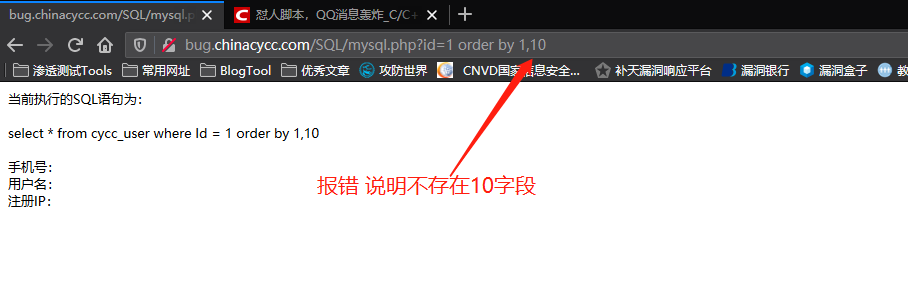 bug.chinacycc.com/SQL/mysql.p
怼人脚本，QQ消息轰炸_C/C+
bug.chinacycc.com/SQL/mysql.php?id=1 order by 1,10
渗透测试Tools 常用网址 BlogTool 优秀文章 攻防世界 CNVD国家信息安全... 补天漏洞响应平台 漏洞银行 漏洞盒子 教
当前执行的SQL语句为：
select * from cycc_user where Id = 1 order by 1,10
手机号：
用户名：
注册IP：
报错 说明不存在10字段